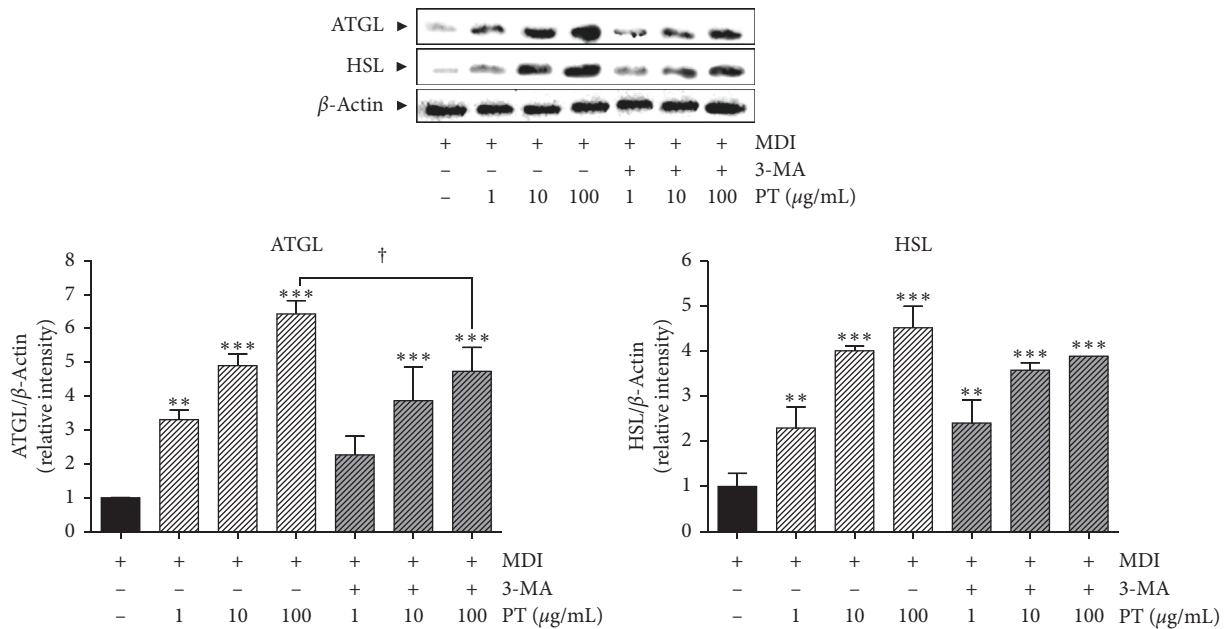 ATGL ►
HSL ►
β-Actin ►
+ + + + + + + MDI
– – – – + + + 3-MA
– 1 10 100 1 10 100 PT (μg/mL)
ATGL
ATGL/β-Actin
(relative intensity)
8
7
6
5
4
3
2
1
0
** *** *** *** ***
†
+ + + + + + + MDI
– – – – + + + 3-MA
– 1 10 100 1 10 100 PT (μg/mL)
HSL
HSL/β-Actin
(relative intensity)
6
5
4
3
2
1
0
** *** *** ** *** ***
+ + + + + + + MDI
– – – – + + + 3-MA
– 1 10 100 1 10 100 PT (μg/mL)